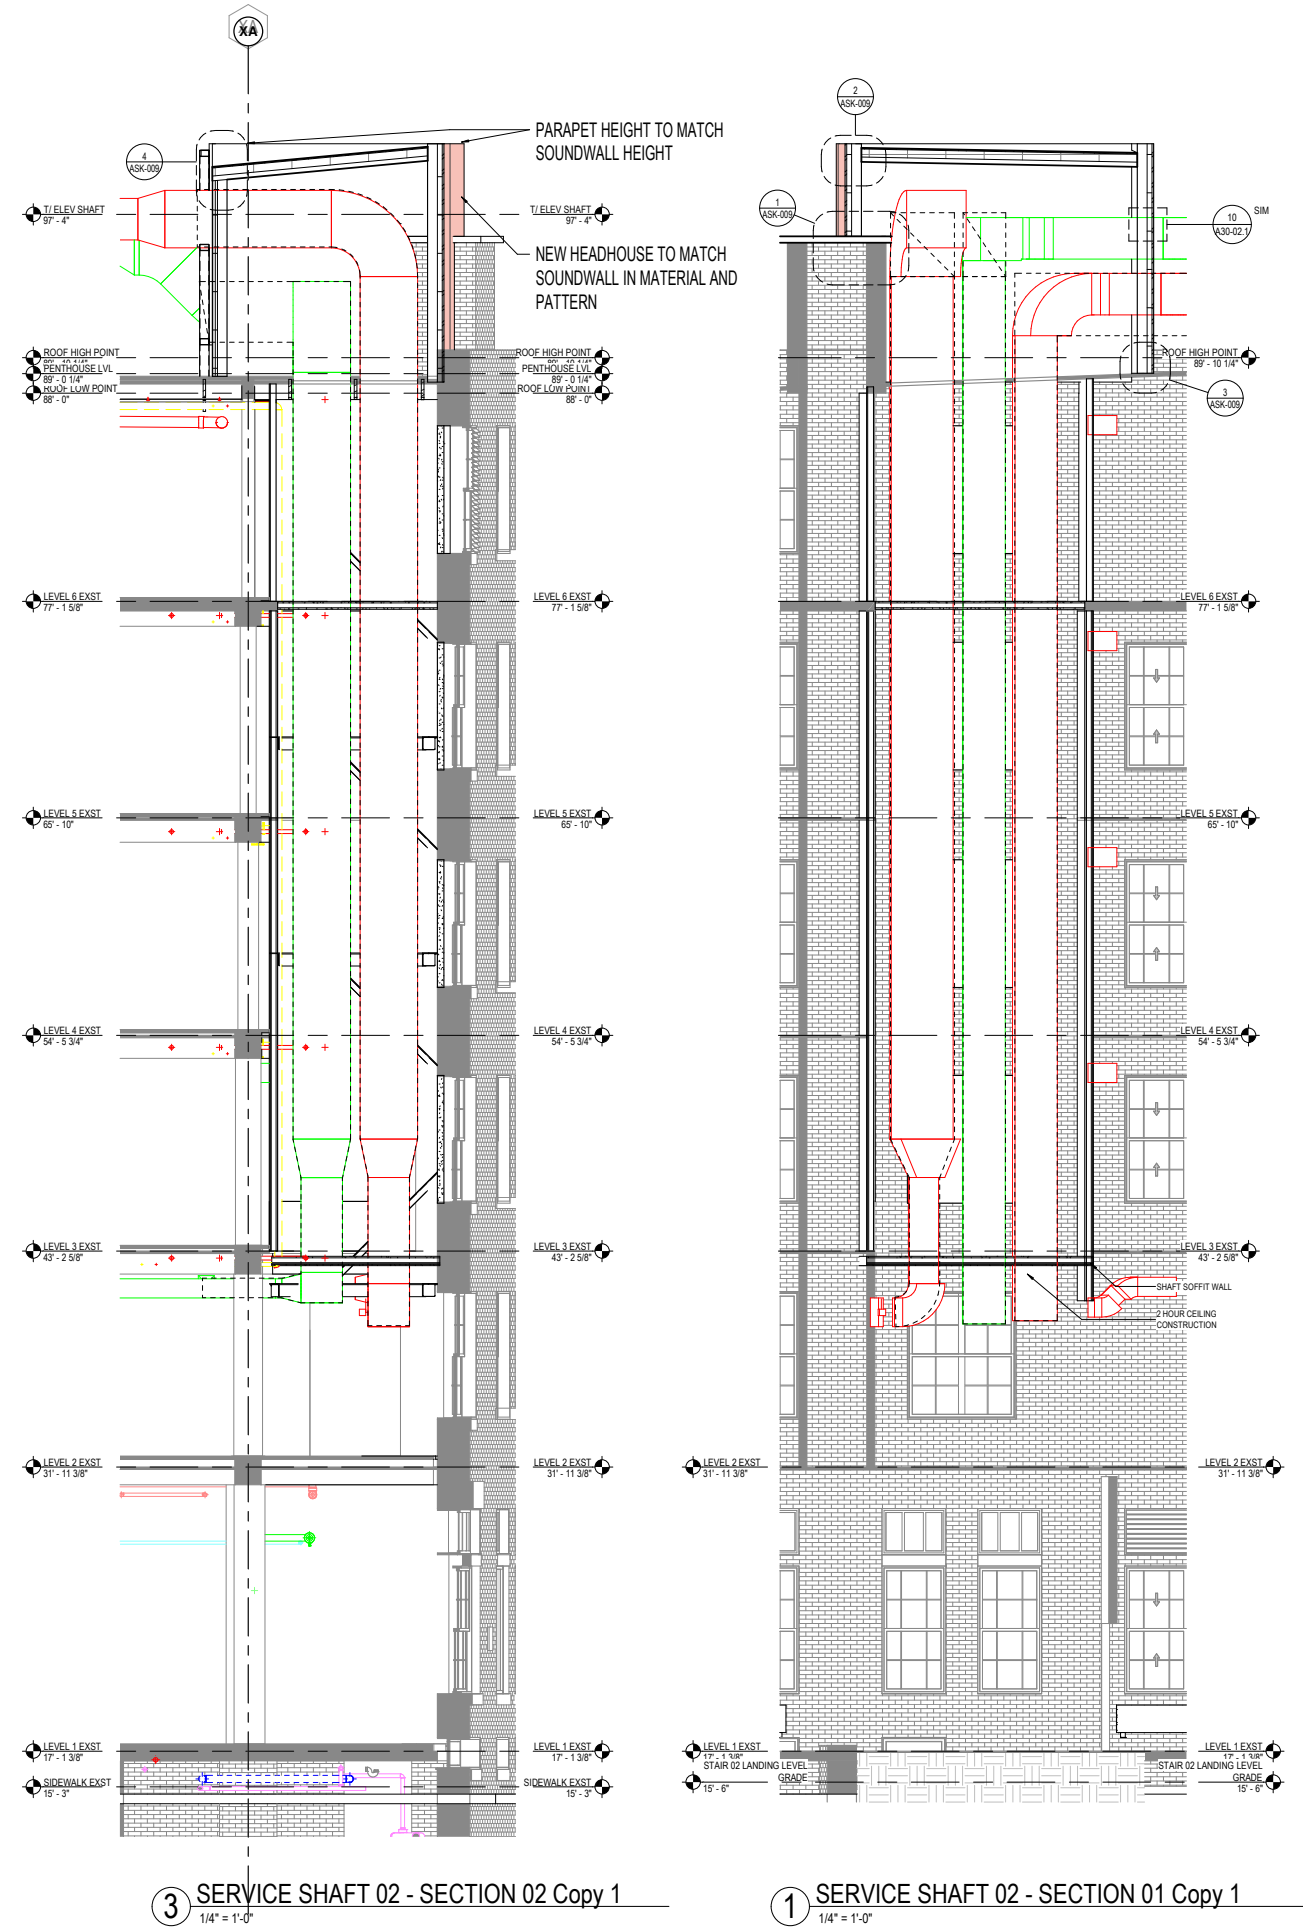 XA
4
ASK-009
PARAPET HEIGHT TO MATCH
SOUNDWALL HEIGHT
T/ ELEV SHAFT
97' - 4"
T/ ELEV SHAFT
97' - 4"
NEW HEADHOUSE TO MATCH
SOUNDWALL IN MATERIAL AND
PATTERN
ROOF HIGH POINT
89' - 10 1/4"
PENTHOUSE LVL
89' - 0 1/4"
ROOF LOW POINT
88' - 0"
ROOF HIGH POINT
89' - 10 1/4"
PENTHOUSE LVL
89' - 0 1/4"
ROOF LOW POINT
88' - 0"
LEVEL 6 EXST
77' - 1 5/8"
LEVEL 6 EXST
77' - 1 5/8"
LEVEL 5 EXST
65' - 10"
LEVEL 5 EXST
65' - 10"
LEVEL 4 EXST
54' - 5 3/4"
LEVEL 4 EXST
54' - 5 3/4"
LEVEL 3 EXST
43' - 2 5/8"
LEVEL 3 EXST
43' - 2 5/8"
LEVEL 2 EXST
31' - 11 3/8"
LEVEL 2 EXST
31' - 11 3/8"
LEVEL 1 EXST
17' - 1 3/8"
LEVEL 1 EXST
17' - 1 3/8"
SIDEWALK EXST
15' - 3"
SIDEWALK EXST
15' - 3"
3
SERVICE SHAFT 02 - SECTION 02 Copy 1
1/4" = 1'-0"
2
ASK-009
1
ASK-009
10
A30-02.1
SIM
ROOF HIGH POINT
89' - 10 1/4"
3
ASK-009
LEVEL 6 EXST
77' - 1 5/8"
LEVEL 5 EXST
65' - 10"
LEVEL 4 EXST
54' - 5 3/4"
LEVEL 3 EXST
43' - 2 5/8"
SHAFT SOFFIT WALL
2 HOUR CEILING
CONSTRUCTION
LEVEL 2 EXST
31' - 11 3/8"
LEVEL 2 EXST
31' - 11 3/8"
LEVEL 1 EXST
17' - 1 3/8"
STAIR 02 LANDING LEVEL
GRADE
15' - 6"
LEVEL 1 EXST
17' - 1 3/8"
STAIR 02 LANDING LEVEL
GRADE
15' - 6"
1
SERVICE SHAFT 02 - SECTION 01 Copy 1
1/4" = 1'-0"